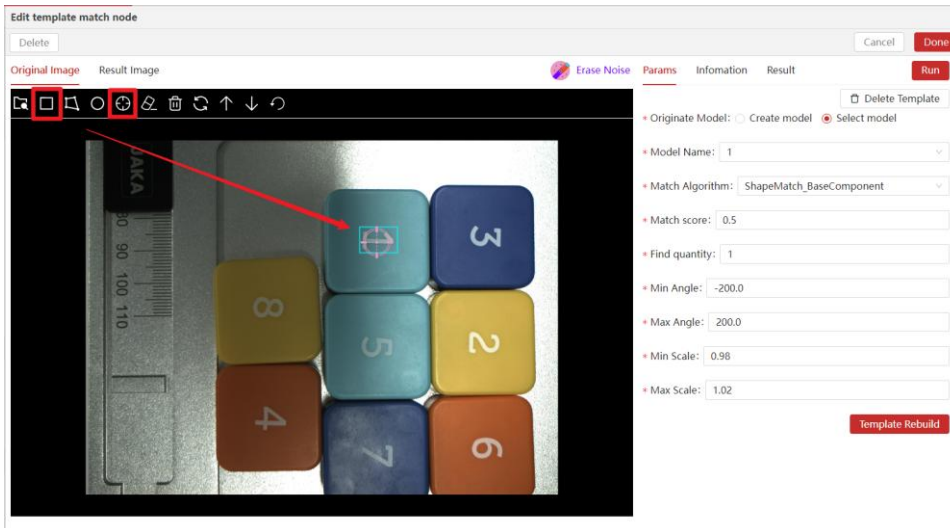 Edit template match node
Delete
Cancel
Done
Original Image
Result Image
Erase Noise
Params
Infomation
Result
Run
Delete Template
* Originate Model: Create model Select model
* Model Name: 1
* Match Algorithm: ShapeMatch_BaseComponent
* Match score: 0.5
* Find quantity: 1
* Min Angle: -200.0
* Max Angle: 200.0
* Min Scale: 0.98
* Max Scale: 1.02
Template Rebuild
JAKA
80
90
100
110
1
3
8
5
2
4
7
6